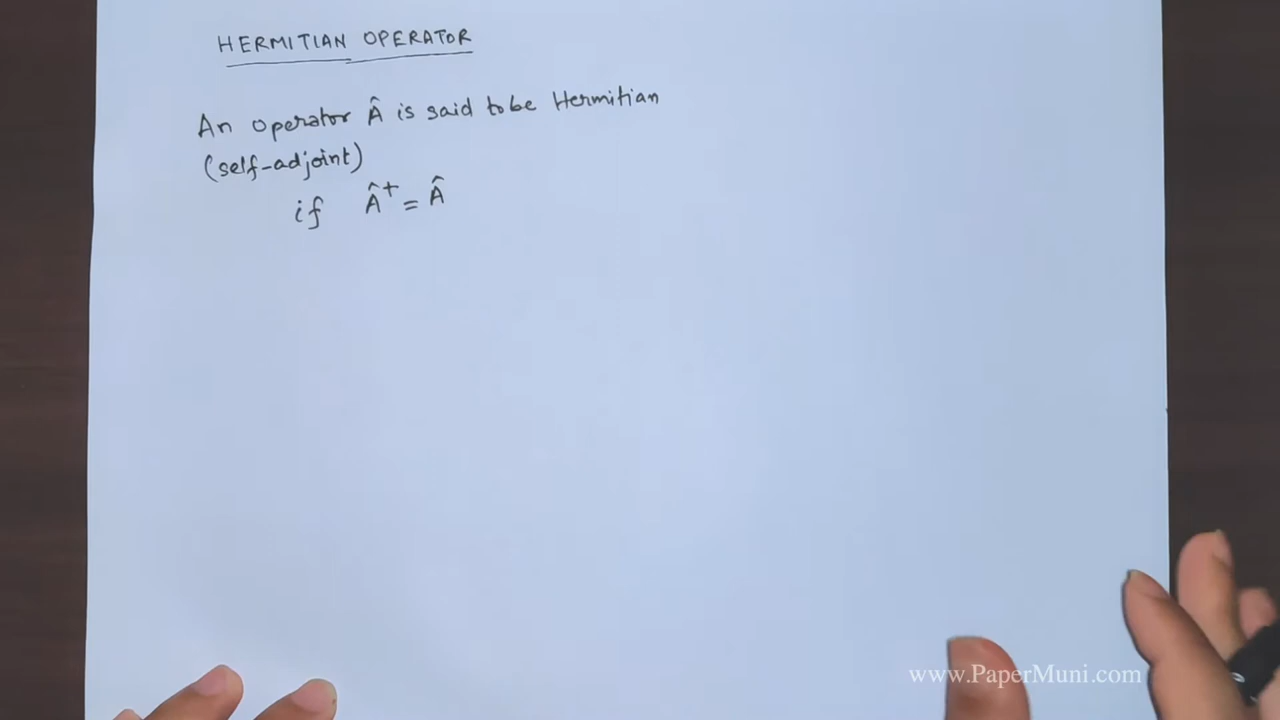 HERMITIAN OPERATOR
An operator Â is said to be Hermitian
(self-adjoint)
if Â† = Â
www.PaperMuni.com